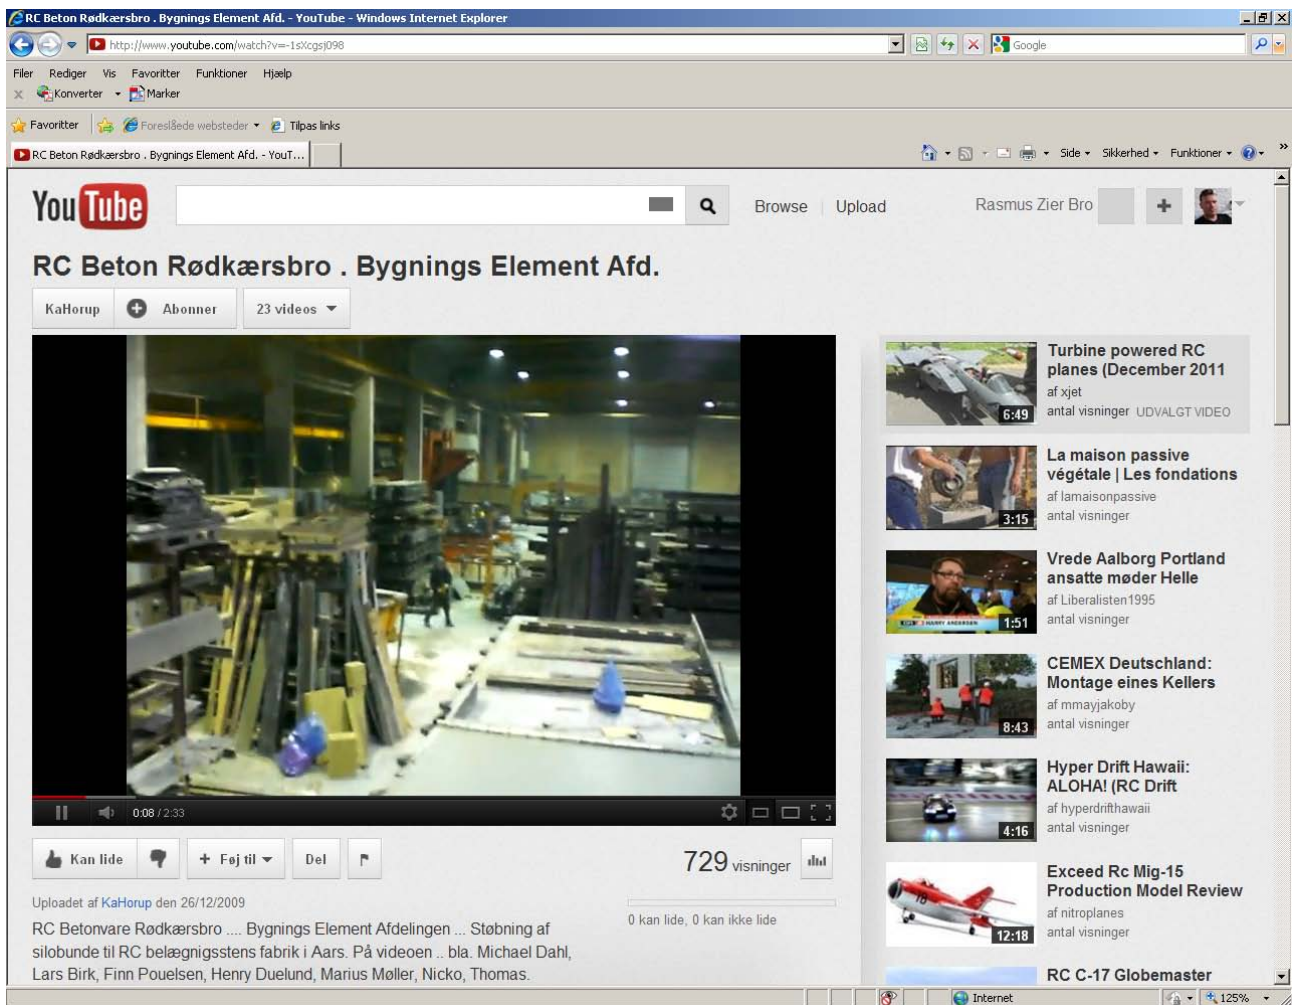 RC Beton Rødkærsbro . Bygnings Element Afd. - YouTube - Windows Internet Explorer
http://www.youtube.com/watch?v=-1sXcgsj098
Google
Filer Rediger Vis Favoritter Funktioner Hjælp
x Konverter Marker
Favoritter Foreslåede websteder Tilpas links
RC Beton Rødkærsbro . Bygnings Element Afd. - YouT...
Side Sikkerhed Funktioner
YouTube
Browse Upload
Rasmus Zier Bro
RC Beton Rødkærsbro . Bygnings Element Afd.
KaHorup Abonner 23 videos
0:08 / 2:33
Kan lide
Føj til
Del
729 visninger
Uploadet af KaHorup den 26/12/2009
0 kan lide, 0 kan ikke lide
RC Betonvare Rødkærsbro .... Bygnings Element Afdelingen ... Støbning af
silobunde til RC belægnigsstens fabrik i Aars. På videoen .. bla. Michael Dahl,
Lars Birk, Finn Pouelsen, Henry Duelund, Marius Møller, Nicko, Thomas.
6:49
Turbine powered RC
planes (December 2011
af xjet
antal visninger UDVALGT VIDEO
3:15
La maison passive
végétale | Les fondations
af lamaisonpassive
antal visninger
HARRY ANDERSEN
1:51
Vrede Aalborg Portland
ansatte møder Helle
af Liberalisten1995
antal visninger
8:43
CEMEX Deutschland:
Montage eines Kellers
af mmayjakoby
antal visninger
4:16
Hyper Drift Hawaii:
ALOHA! (RC Drift
af hyperdrifthawaii
antal visninger
18
12:18
Exceed Rc Mig-15
Production Model Review
af nitroplanes
antal visninger
RC C-17 Globemaster
Internet
125%